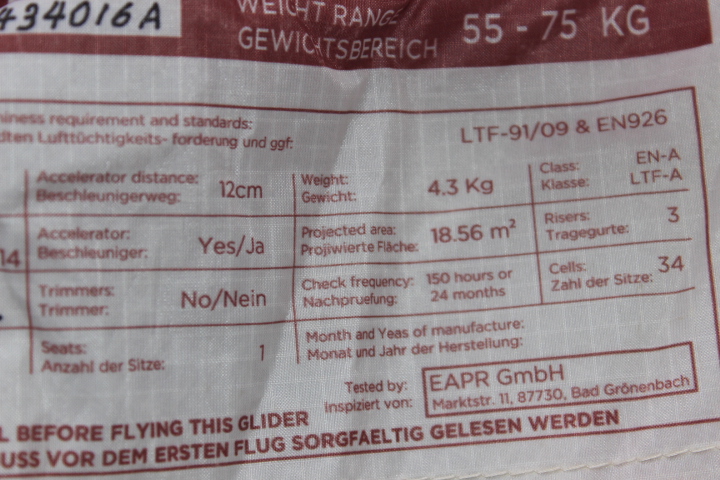 434016A
WEIGHT RANGE
GEWICHTSBEREICH
55 - 75 KG
hiness requirement and standards:
dten Lufttüchtigkeits- forderung und ggf:
LTF-91/09 & EN926
Accelerator distance:
Beschleunigerweg:
12cm
Weight:
Gewicht:
4.3 Kg
Class:
Klasse:
EN-A
LTF-A
14
Accelerator:
Beschleuniger:
Yes/Ja
Projected area:
Projiwierte Fläche:
18.56 m²
Risers:
Tragegurte:
3
Trimmers:
Trimmer:
No/Nein
Check frequency:
Nachpruefung:
150 hours or
24 months
Cells:
Zahl der Sitze:
34
Seats:
Anzahl der Sitze:
1
Month and Yeas of manufacture:
Monat und Jahr der Herstellung:
Tested by:
Inspiziert von:
EAPR GmbH
Marktstr. 11, 87730, Bad Grönenbach
L BEFORE FLYING THIS GLIDER
USS VOR DEM ERSTEN FLUG SORGFAELTIG GELESEN WERDEN